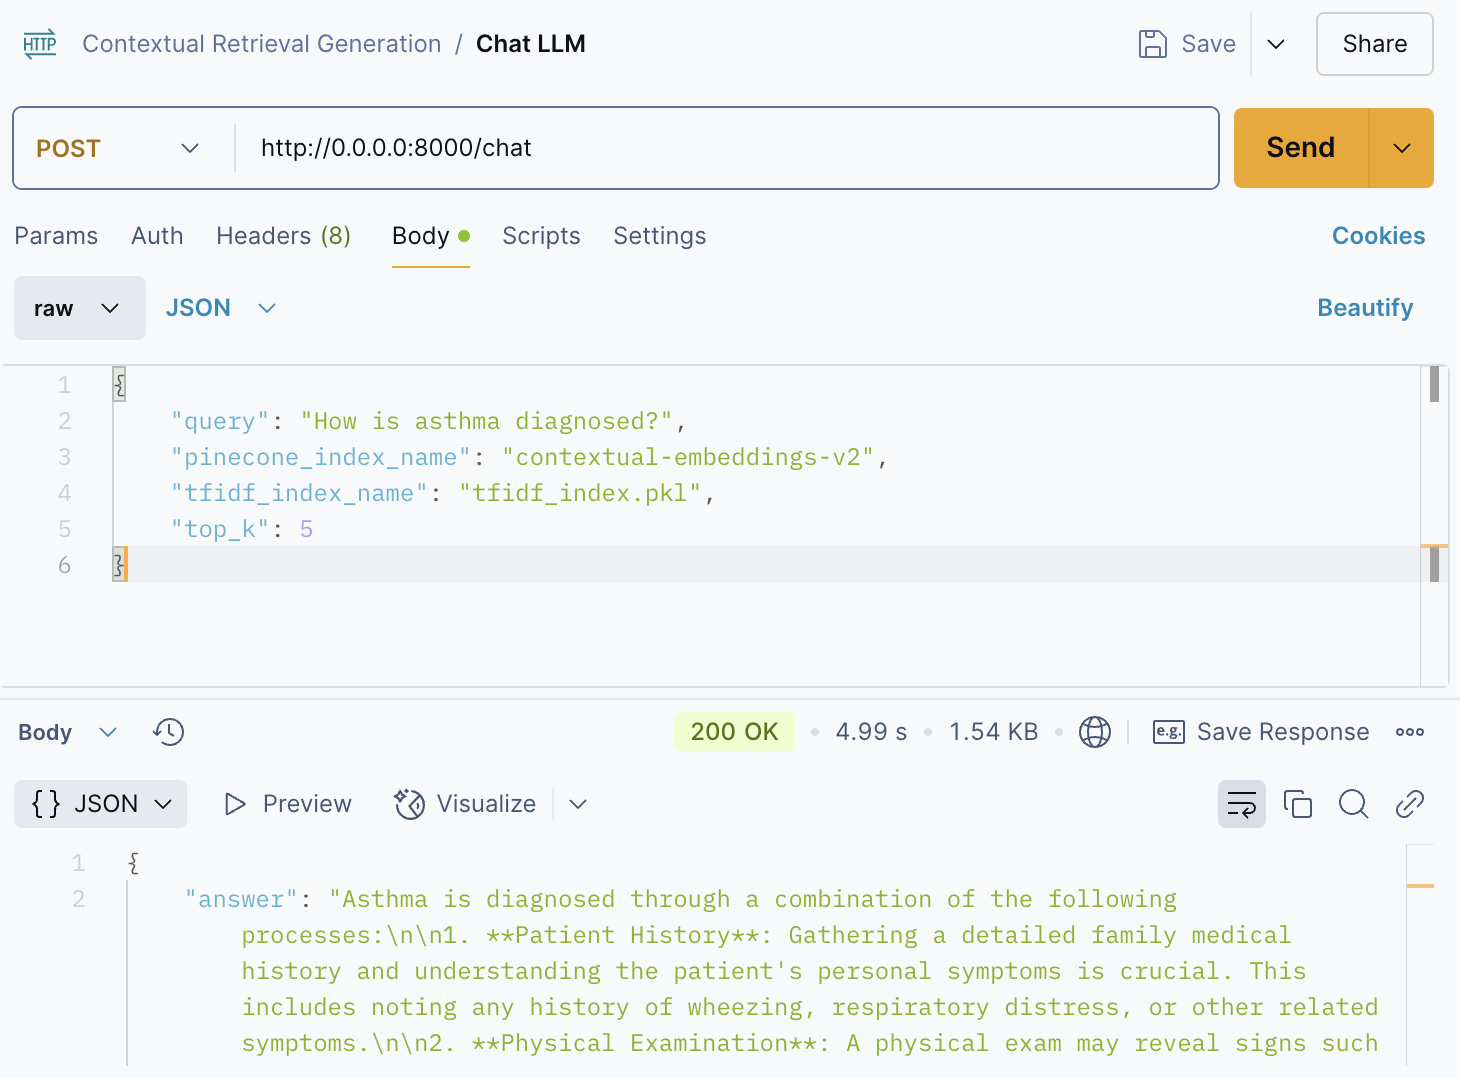 HTTP Contextual Retrieval Generation / Chat LLM Save Share
POST http://0.0.0.0:8000/chat Send
Params Auth Headers (8) Body Scripts Settings Cookies
raw JSON Beautify
1 {
2 "query": "How is asthma diagnosed?",
3 "pinecone_index_name": "contextual-embeddings-v2",
4 "tfidf_index_name": "tfidf_index.pkl",
5 "top_k": 5
6 }
Body 200 OK • 4.99 s • 1.54 KB • e.g. Save Response
{ } JSON Preview Visualize
1 {
2 "answer": "Asthma is diagnosed through a combination of the following
processes:\n\n1. **Patient History**: Gathering a detailed family medical
history and understanding the patient's personal symptoms is crucial. This
includes noting any history of wheezing, respiratory distress, or other related
symptoms.\n\n2. **Physical Examination**: A physical exam may reveal signs such